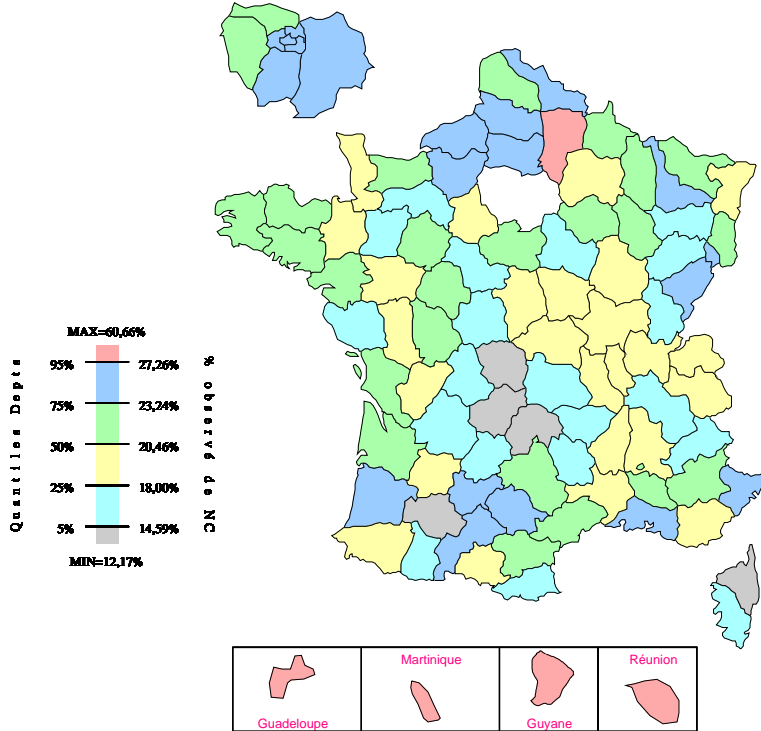 MAX=60,66%
95% 27,26%
75% 23,24%
50% 20,46%
25% 18,00%
5% 14,59%
MIN=12,17%
Quantiles Depts
% observé de NC
Martinique
Réunion
Guadeloupe
Guyane